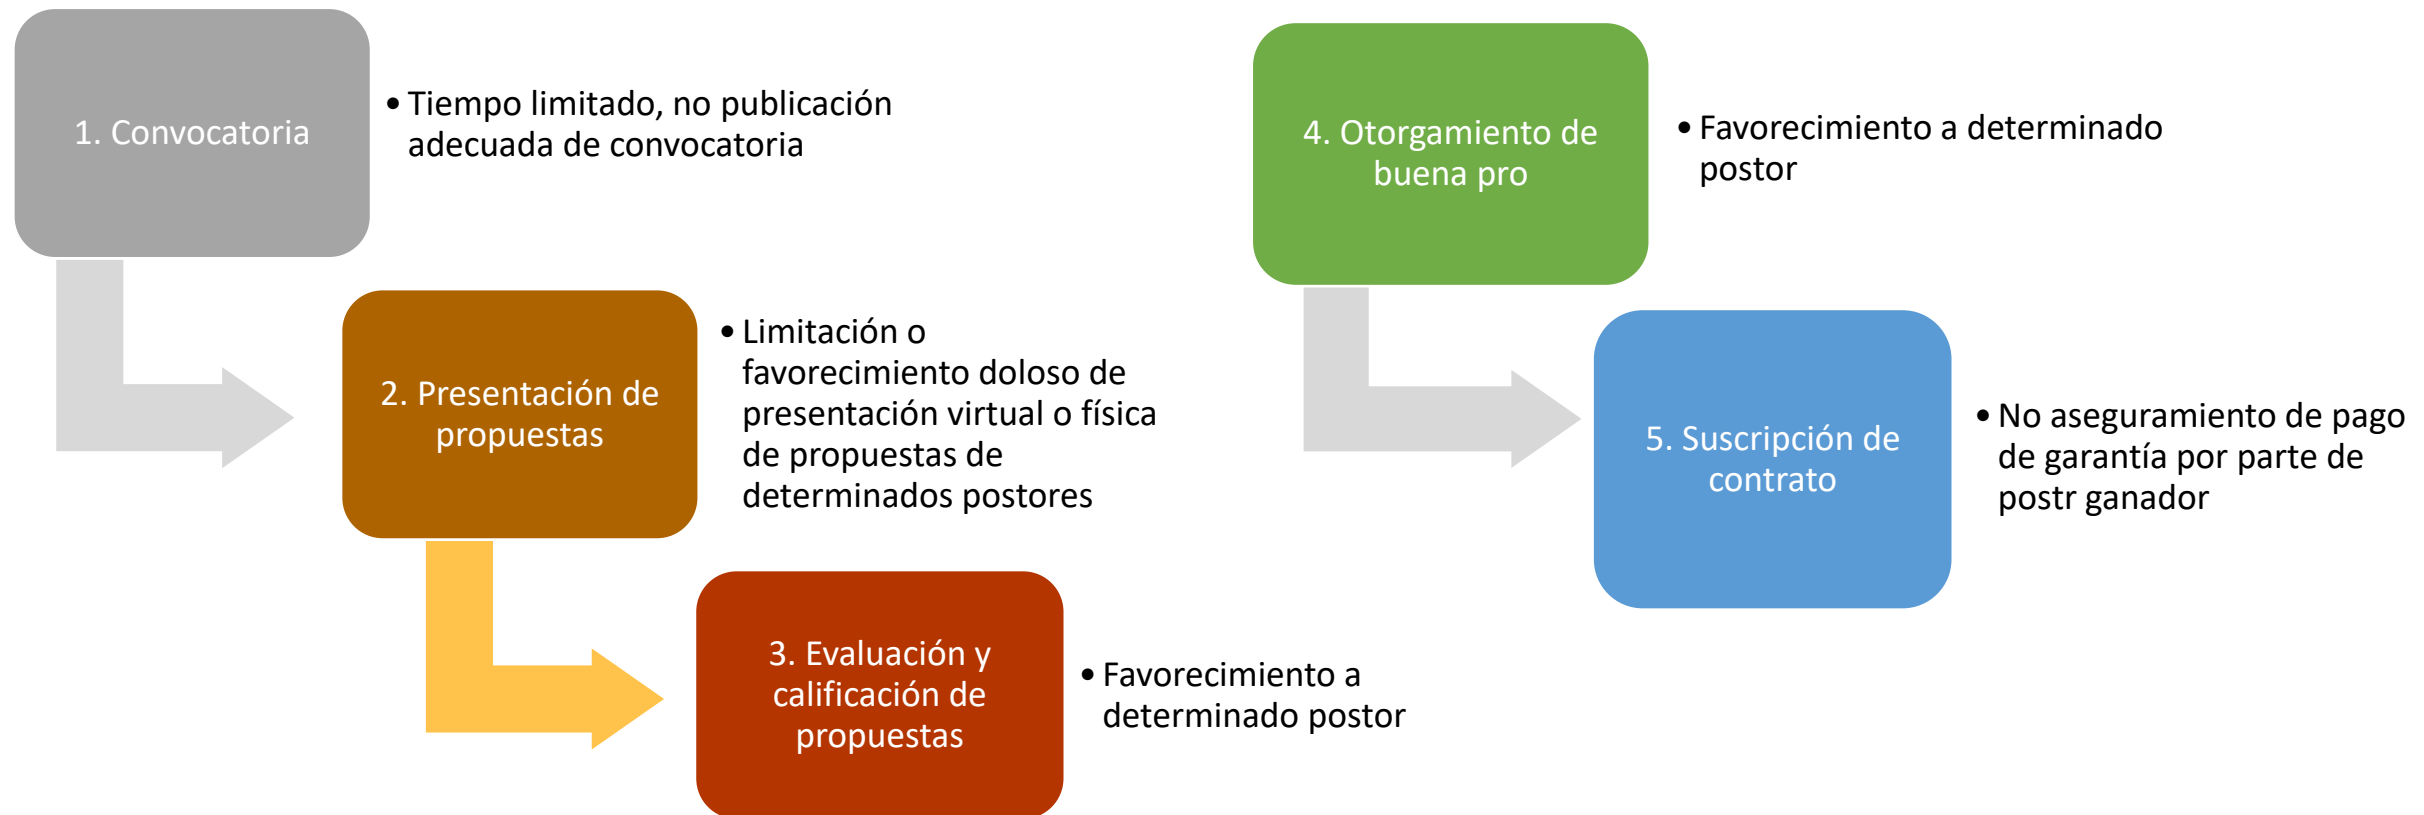 1. Convocatoria
• Tiempo limitado, no publicación
adecuada de convocatoria
2. Presentación de
propuestas
• Limitación o
favorecimiento doloso de
presentación virtual o física
de propuestas de
determinados postores
3. Evaluación y
calificación de
propuestas
• Favorecimiento a
determinado postor
4. Otorgamiento de
buena pro
• Favorecimiento a determinado
postor
5. Suscripción de
contrato
• No aseguramiento de pago
de garantía por parte de
postr ganador